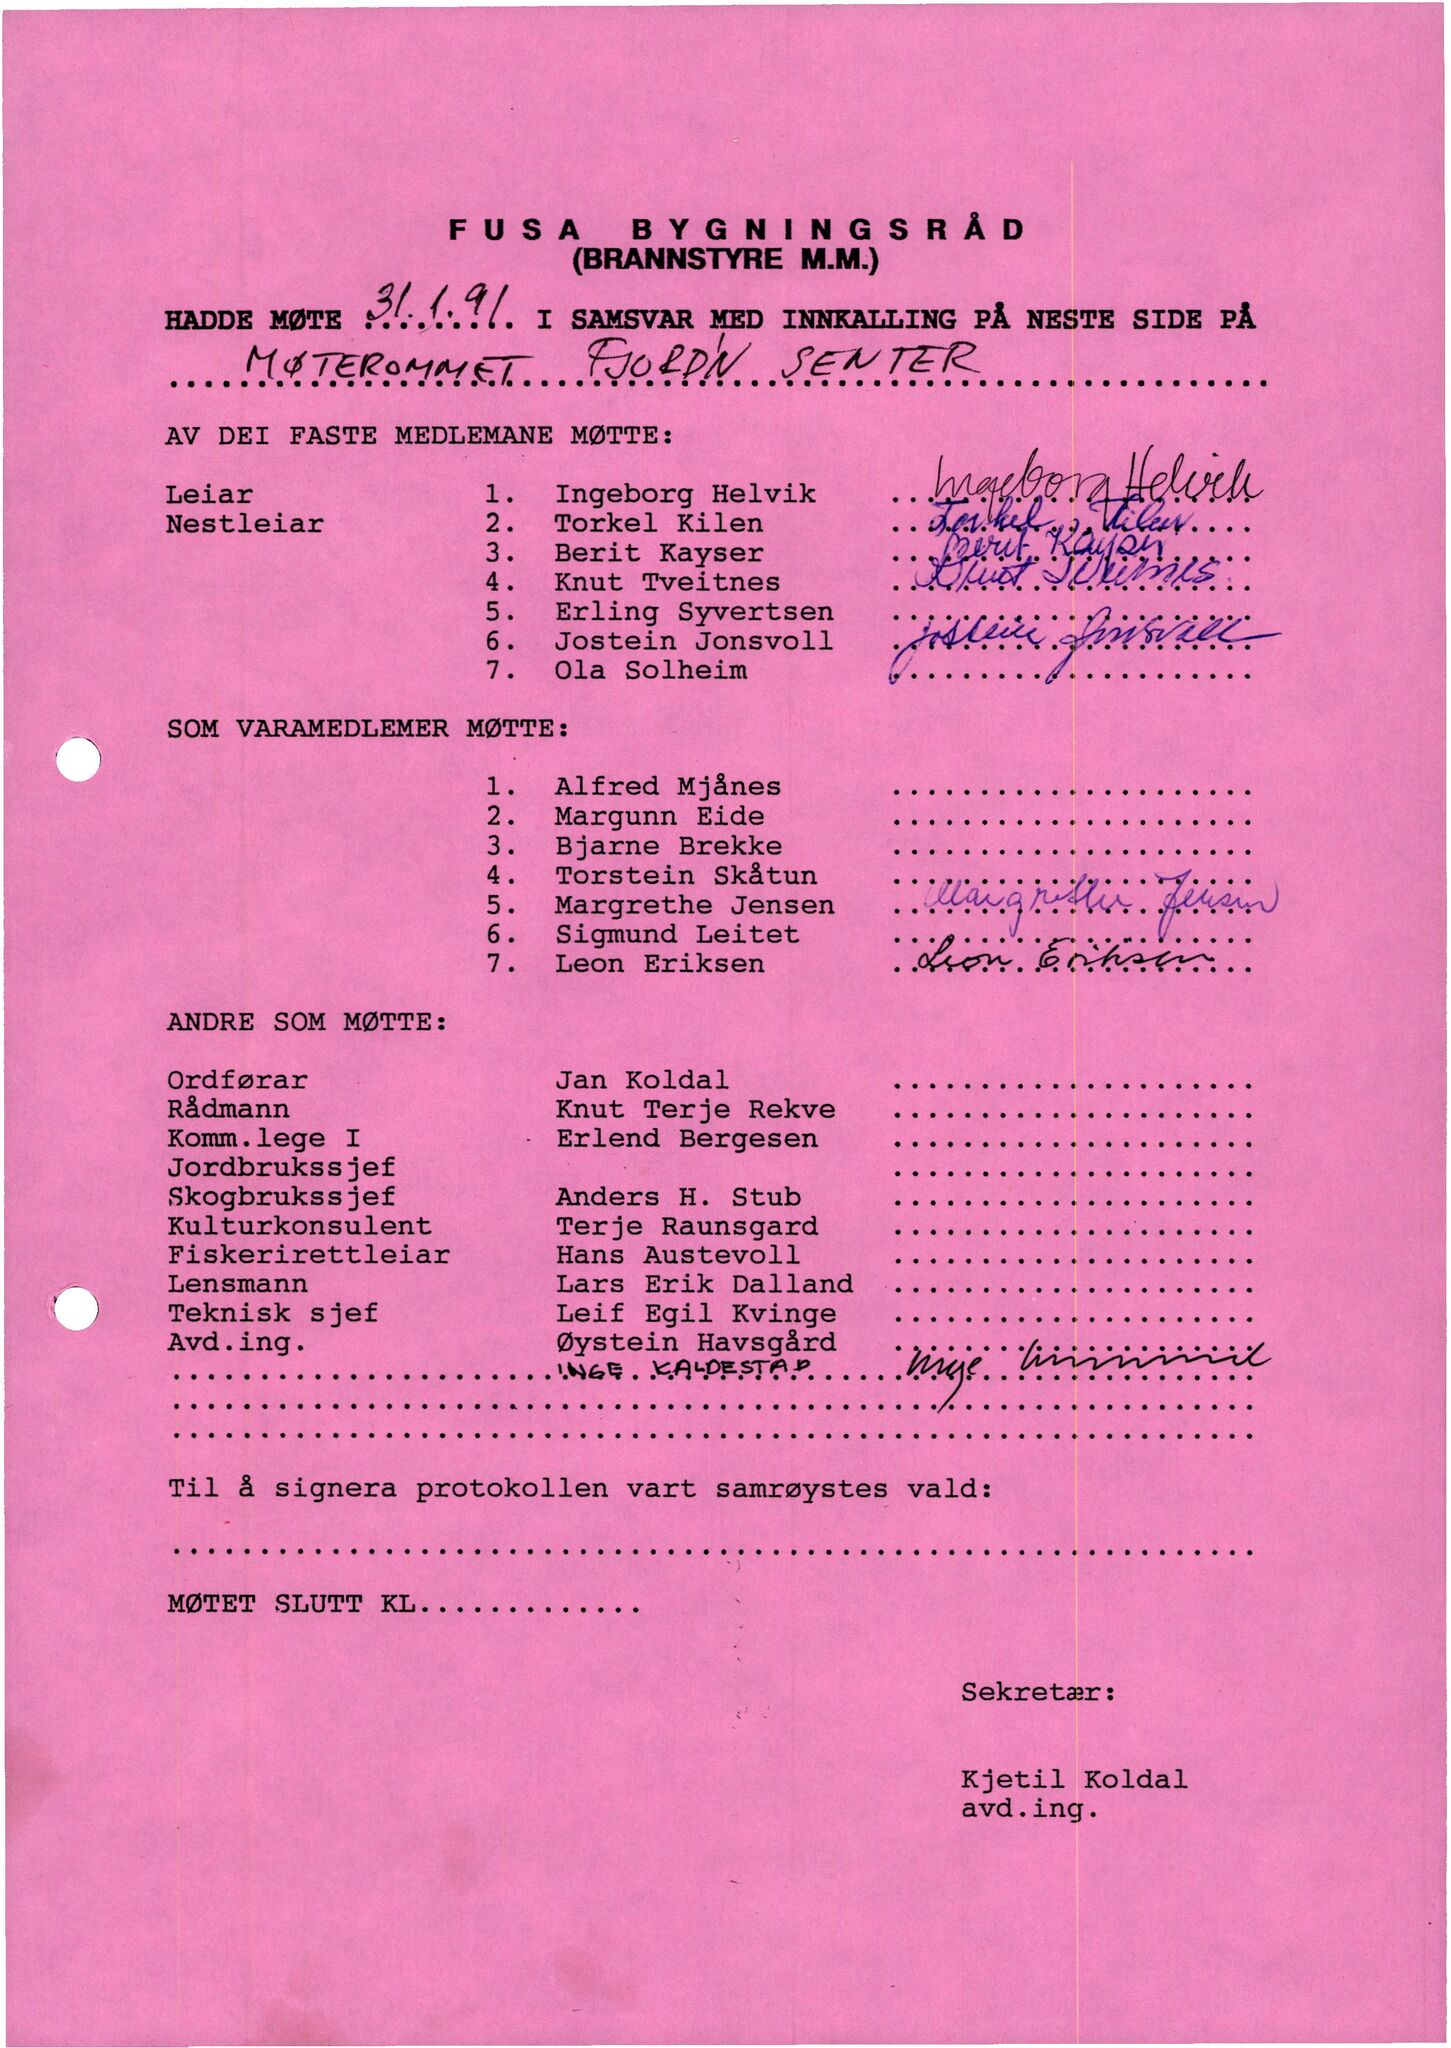 FUSA BYGNINGSRÅD
(BRANNSTYRE M.M.)
HADDE MØTE 31.1.91. I SAMSVAR MED INNKALLING PÅ NESTE SIDE PÅ
MØTEROMMET FJORD'N SENTER
AV DEI FASTE MEDLEMANE MØTTE:
Leiar 1. Ingeborg Helvik Ingeborg Helvik
Nestleiar 2. Torkel Kilen Torkel Kilen
3. Berit Kayser Berit Kayser
4. Knut Tveitnes Knut Tveitnes
5. Erling Syvertsen ....................
6. Jostein Jonsvoll Jostein Jonsvoll
7. Ola Solheim .....................
SOM VARAMEDLEMER MØTTE:
1. Alfred Mjånes .....................
2. Margunn Eide .....................
3. Bjarne Brekke .....................
4. Torstein Skåtun .....................
5. Margrethe Jensen Margrethe Jensen
6. Sigmund Leitet .....................
7. Leon Eriksen Leon Eriksen
ANDRE SOM MØTTE:
Ordførar Jan Koldal .....................
Rådmann Knut Terje Rekve .....................
Komm.lege I Erlend Bergesen .....................
Jordbrukssjef .....................
Skogbrukssjef Anders H. Stub .....................
Kulturkonsulent Terje Raunsgard .....................
Fiskerirettleiar Hans Austevoll .....................
Lensmann Lars Erik Dalland .....................
Teknisk sjef Leif Egil Kvinge .....................
Avd.ing. Øystein Havsgård .....................
INGE KALDESTAD Inge
Til å signera protokollen vart samrøystes vald:
MØTET SLUTT KL.............
Sekretær:
Kjetil Koldal
avd.ing.